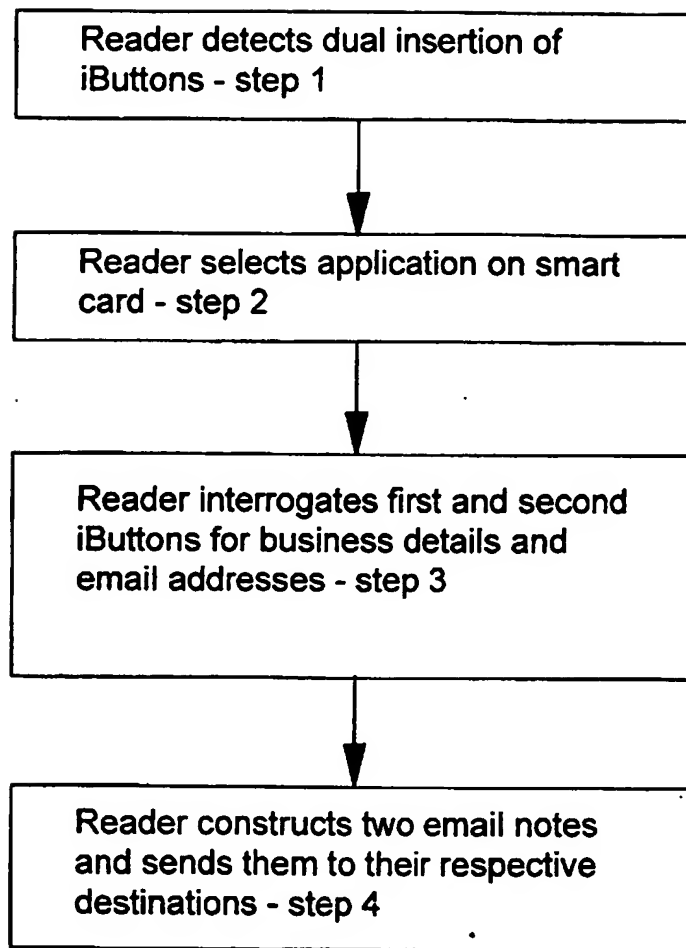 Reader detects dual insertion of
iButtons - step 1
Reader selects application on smart
card - step 2
Reader interrogates first and second
iButtons for business details and
email addresses - step 3
Reader constructs two email notes
and sends them to their respective
destinations - step 4